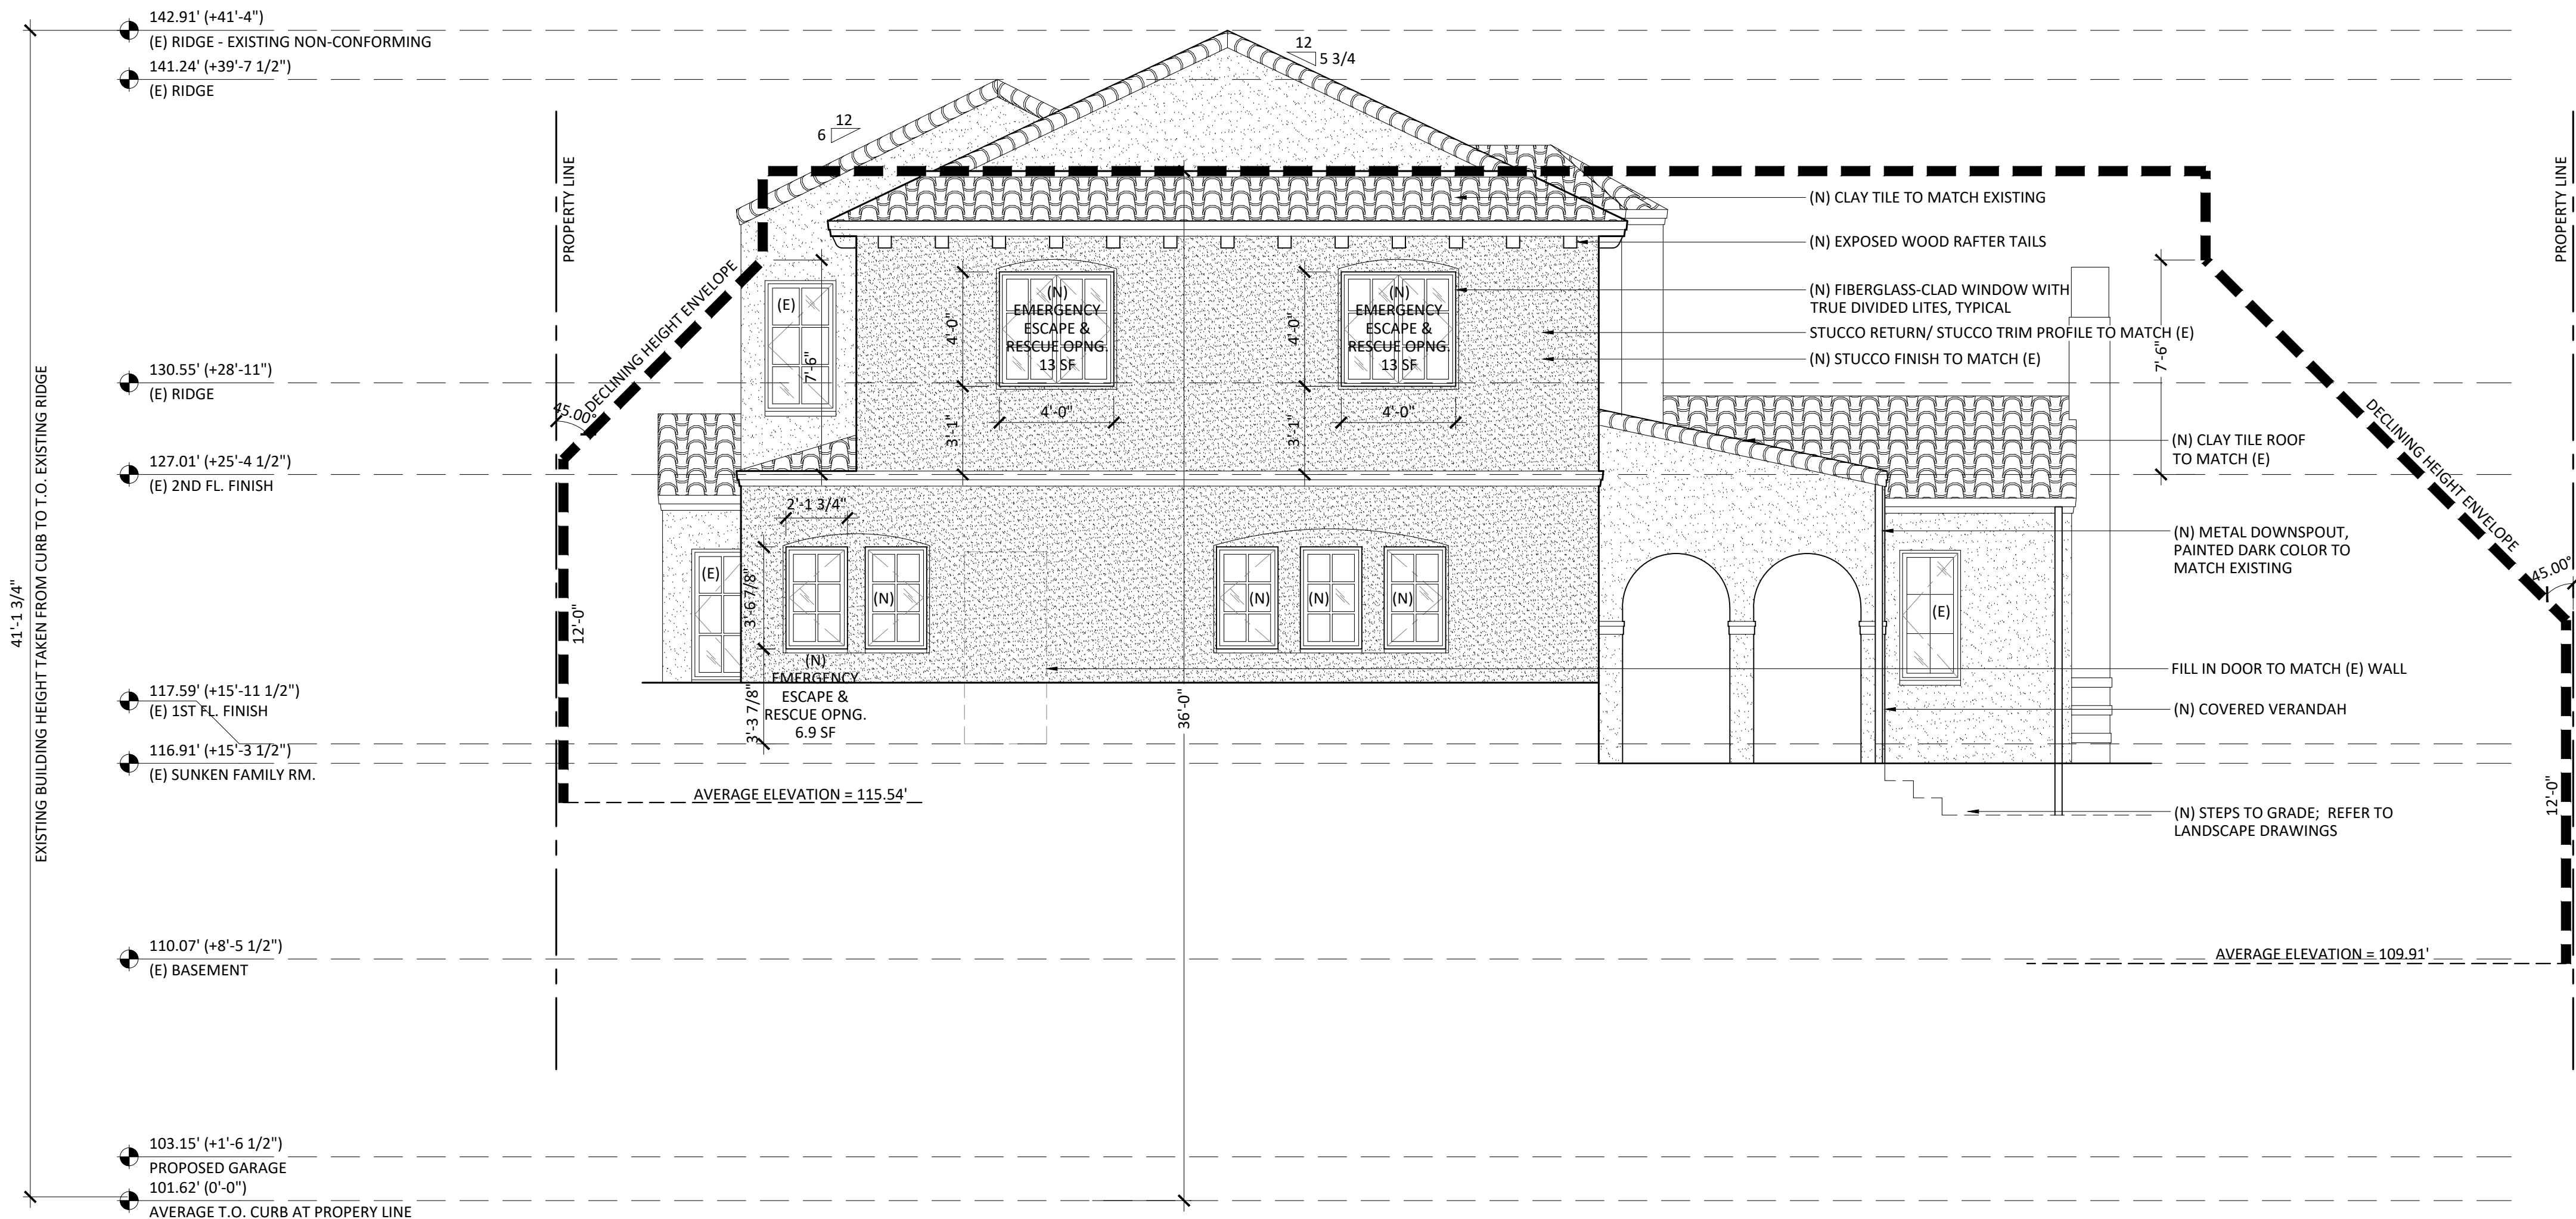 142.91' (+41'-4")
(E) RIDGE - EXISTING NON-CONFORMING
141.24' (+39'-7 1/2")
(E) RIDGE
12
5 3/4
12
6
PROPERTY LINE
PROPERTY LINE
(N) CLAY TILE TO MATCH EXISTING
(N) EXPOSED WOOD RAFTER TAILS
(N) FIBERGLASS-CLAD WINDOW WITH
TRUE DIVIDED LITES, TYPICAL
STUCCO RETURN/ STUCCO TRIM PROFILE TO MATCH (E)
(N) STUCCO FINISH TO MATCH (E)
DECLINING HEIGHT ENVELOPE
45.00°
(E)
7'-6"
4'-0"
(N)
EMERGENCY
ESCAPE &
RESCUE OPNG.
13 SF
4'-0"
3'-1"
4'-0"
(N)
EMERGENCY
ESCAPE &
RESCUE OPNG.
13 SF
4'-0"
3'-1"
7'-6"
130.55' (+28'-11")
(E) RIDGE
127.01' (+25'-4 1/2")
(E) 2ND FL. FINISH
DECLINING HEIGHT ENVELOPE
45.00°
(N) CLAY TILE ROOF
TO MATCH (E)
(N) METAL DOWNSPOUT,
PAINTED DARK COLOR TO
MATCH EXISTING
2'-1 3/4"
3'-6 7/8"
(E)
(N)
(N)
(N)
(N)
(E)
12'-0"
41'-1 3/4"
EXISTING BUILDING HEIGHT TAKEN FROM CURB TO T.O. EXISTING RIDGE
(N)
EMERGENCY
ESCAPE &
RESCUE OPNG.
6.9 SF
3'-3 7/8"
36'-0"
FILL IN DOOR TO MATCH (E) WALL
(N) COVERED VERANDAH
117.59' (+15'-11 1/2")
(E) 1ST FL. FINISH
116.91' (+15'-3 1/2")
(E) SUNKEN FAMILY RM.
AVERAGE ELEVATION = 115.54'
12'-0"
(N) STEPS TO GRADE; REFER TO
LANDSCAPE DRAWINGS
110.07' (+8'-5 1/2")
(E) BASEMENT
AVERAGE ELEVATION = 109.91'
103.15' (+1'-6 1/2")
PROPOSED GARAGE
101.62' (0'-0")
AVERAGE T.O. CURB AT PROPERY LINE